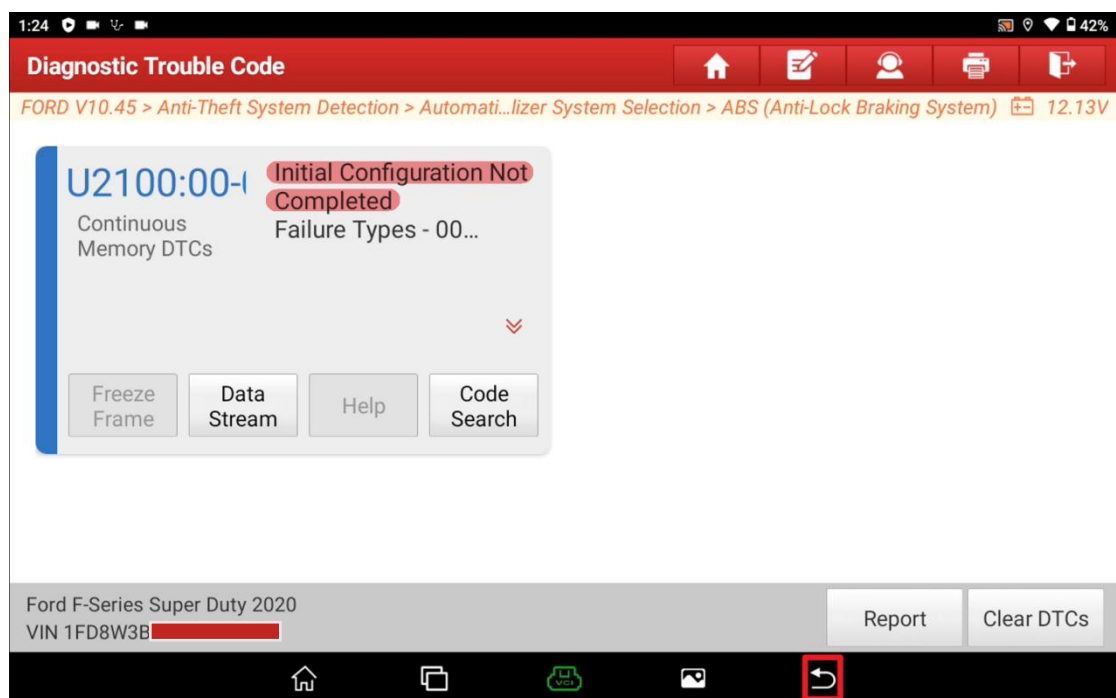 1:24
42%
Diagnostic Trouble Code
FORD V10.45 > Anti-Theft System Detection > Automati...lizer System Selection > ABS (Anti-Lock Braking System) 12.13V
U2100:00-
Initial Configuration Not
Completed
Continuous
Memory DTCs
Failure Types - 00...
Freeze
Frame
Data
Stream
Help
Code
Search
Ford F-Series Super Duty 2020
VIN 1FD8W3B
Report
Clear DTCs
VCI